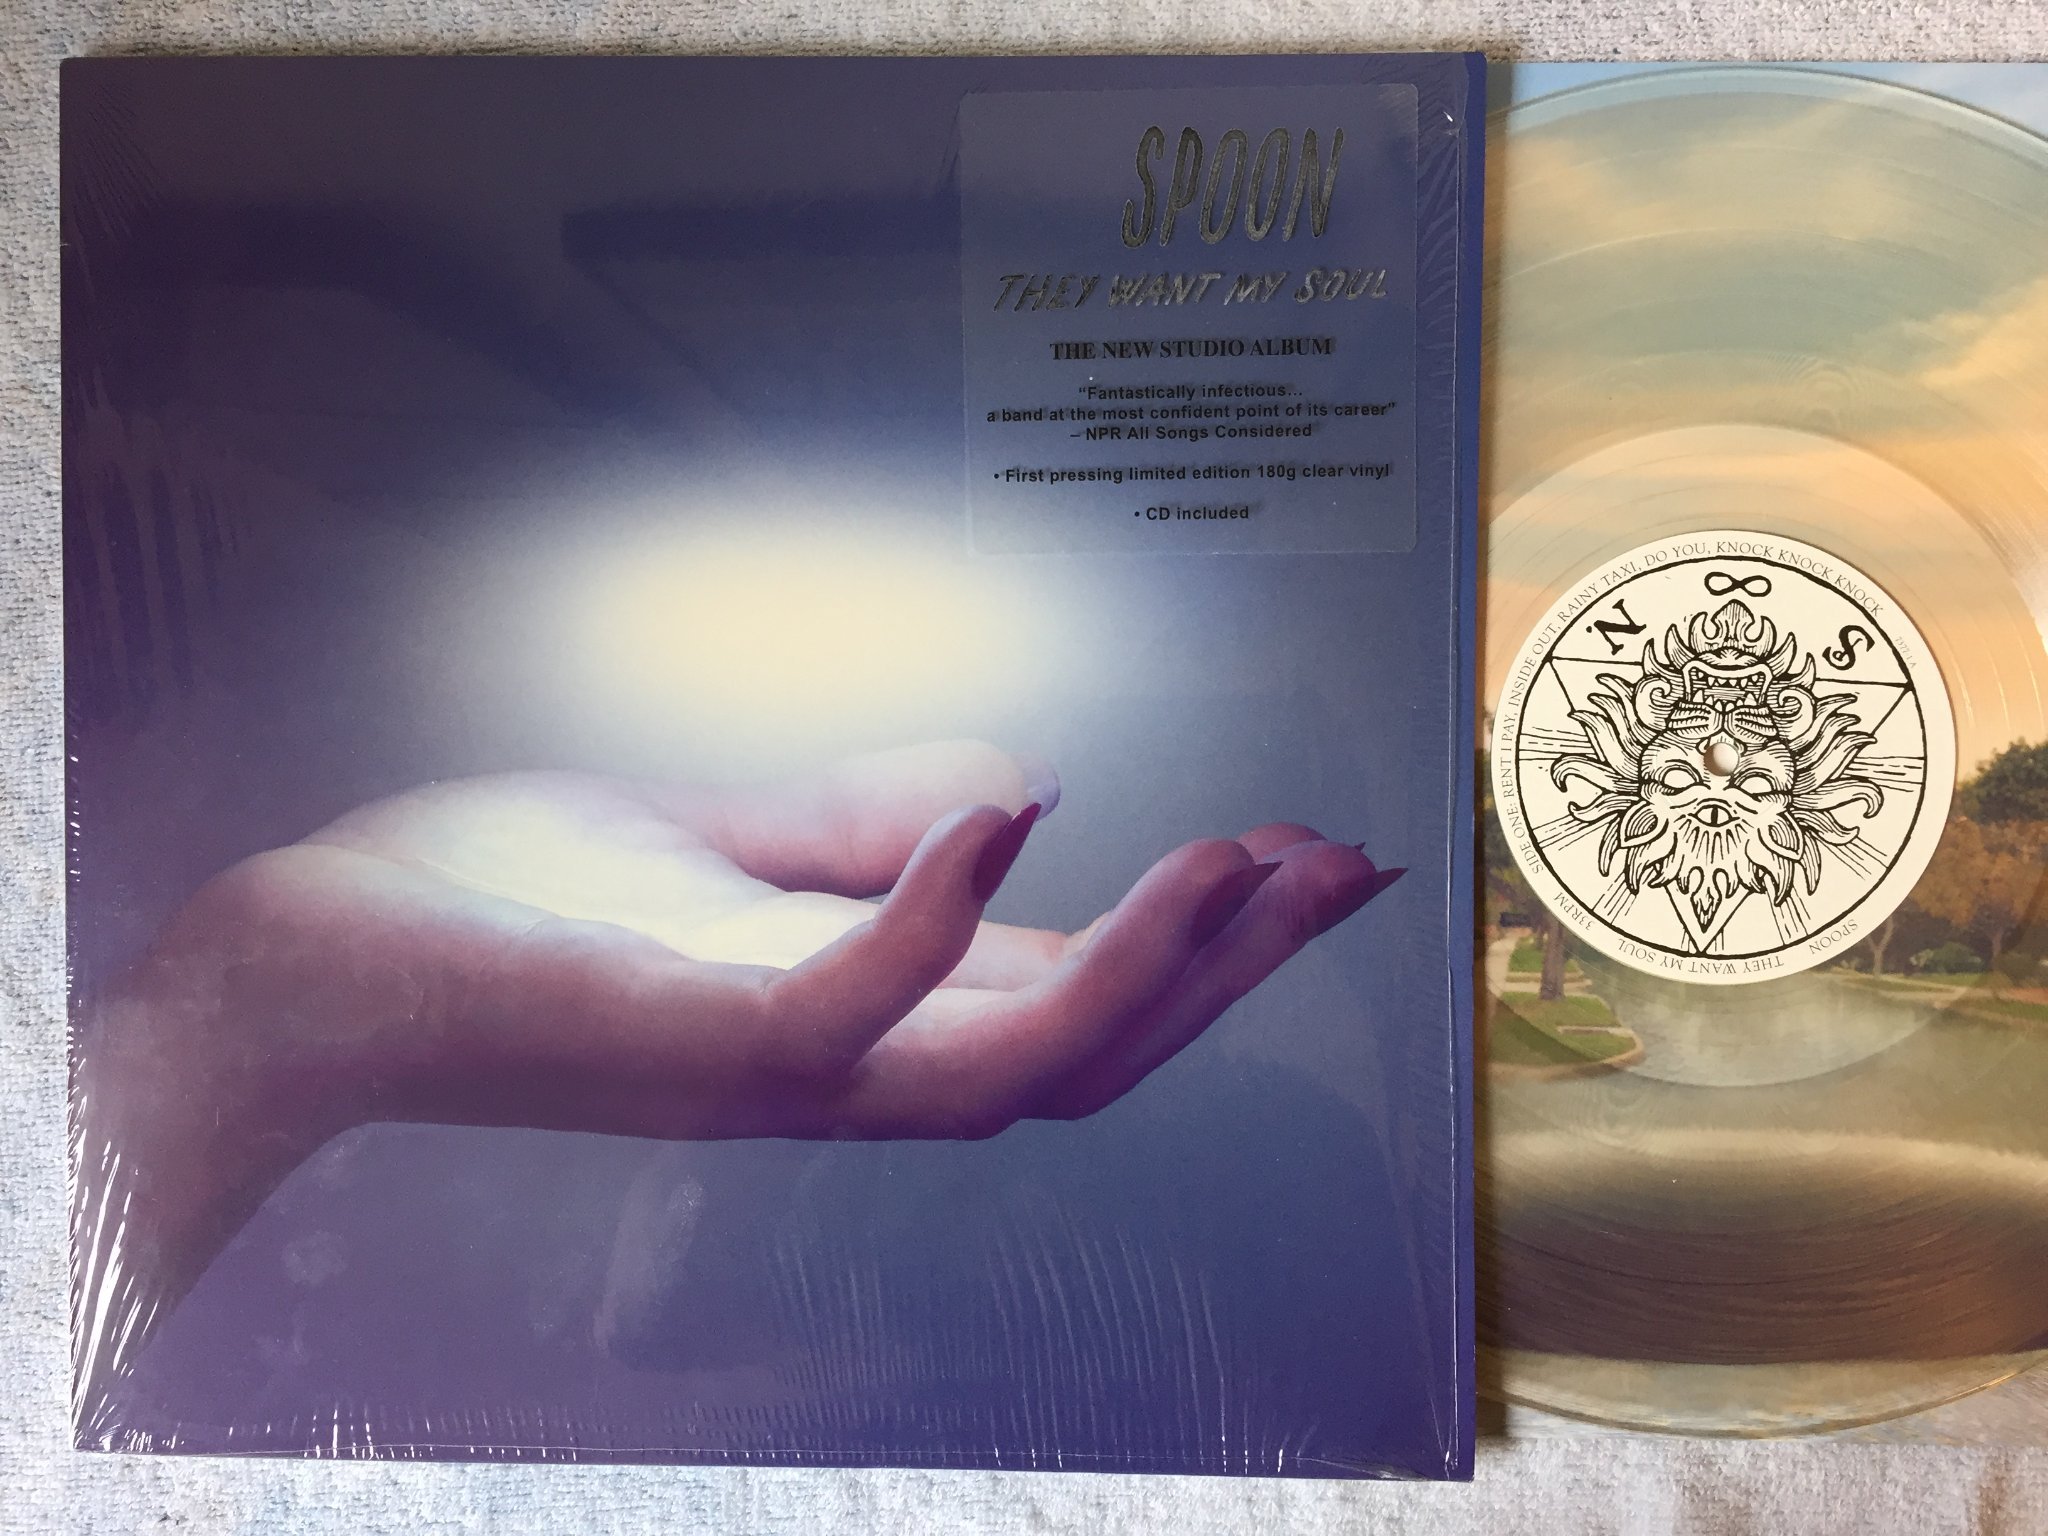 SPOON
THEY WANT MY SOUL
THE NEW STUDIO ALBUM
“Fantastically infectious...
a band at the most confident point of its career”
– NPR All Songs Considered
• First pressing limited edition 180g clear vinyl
• CD included
SIDE ONE: RENT I PAY, INSIDE OUT, RAINY TAXI, DO YOU, KNOCK KNOCK KNOCK
N S
SPOON THEY WANT MY SOUL 33RPM